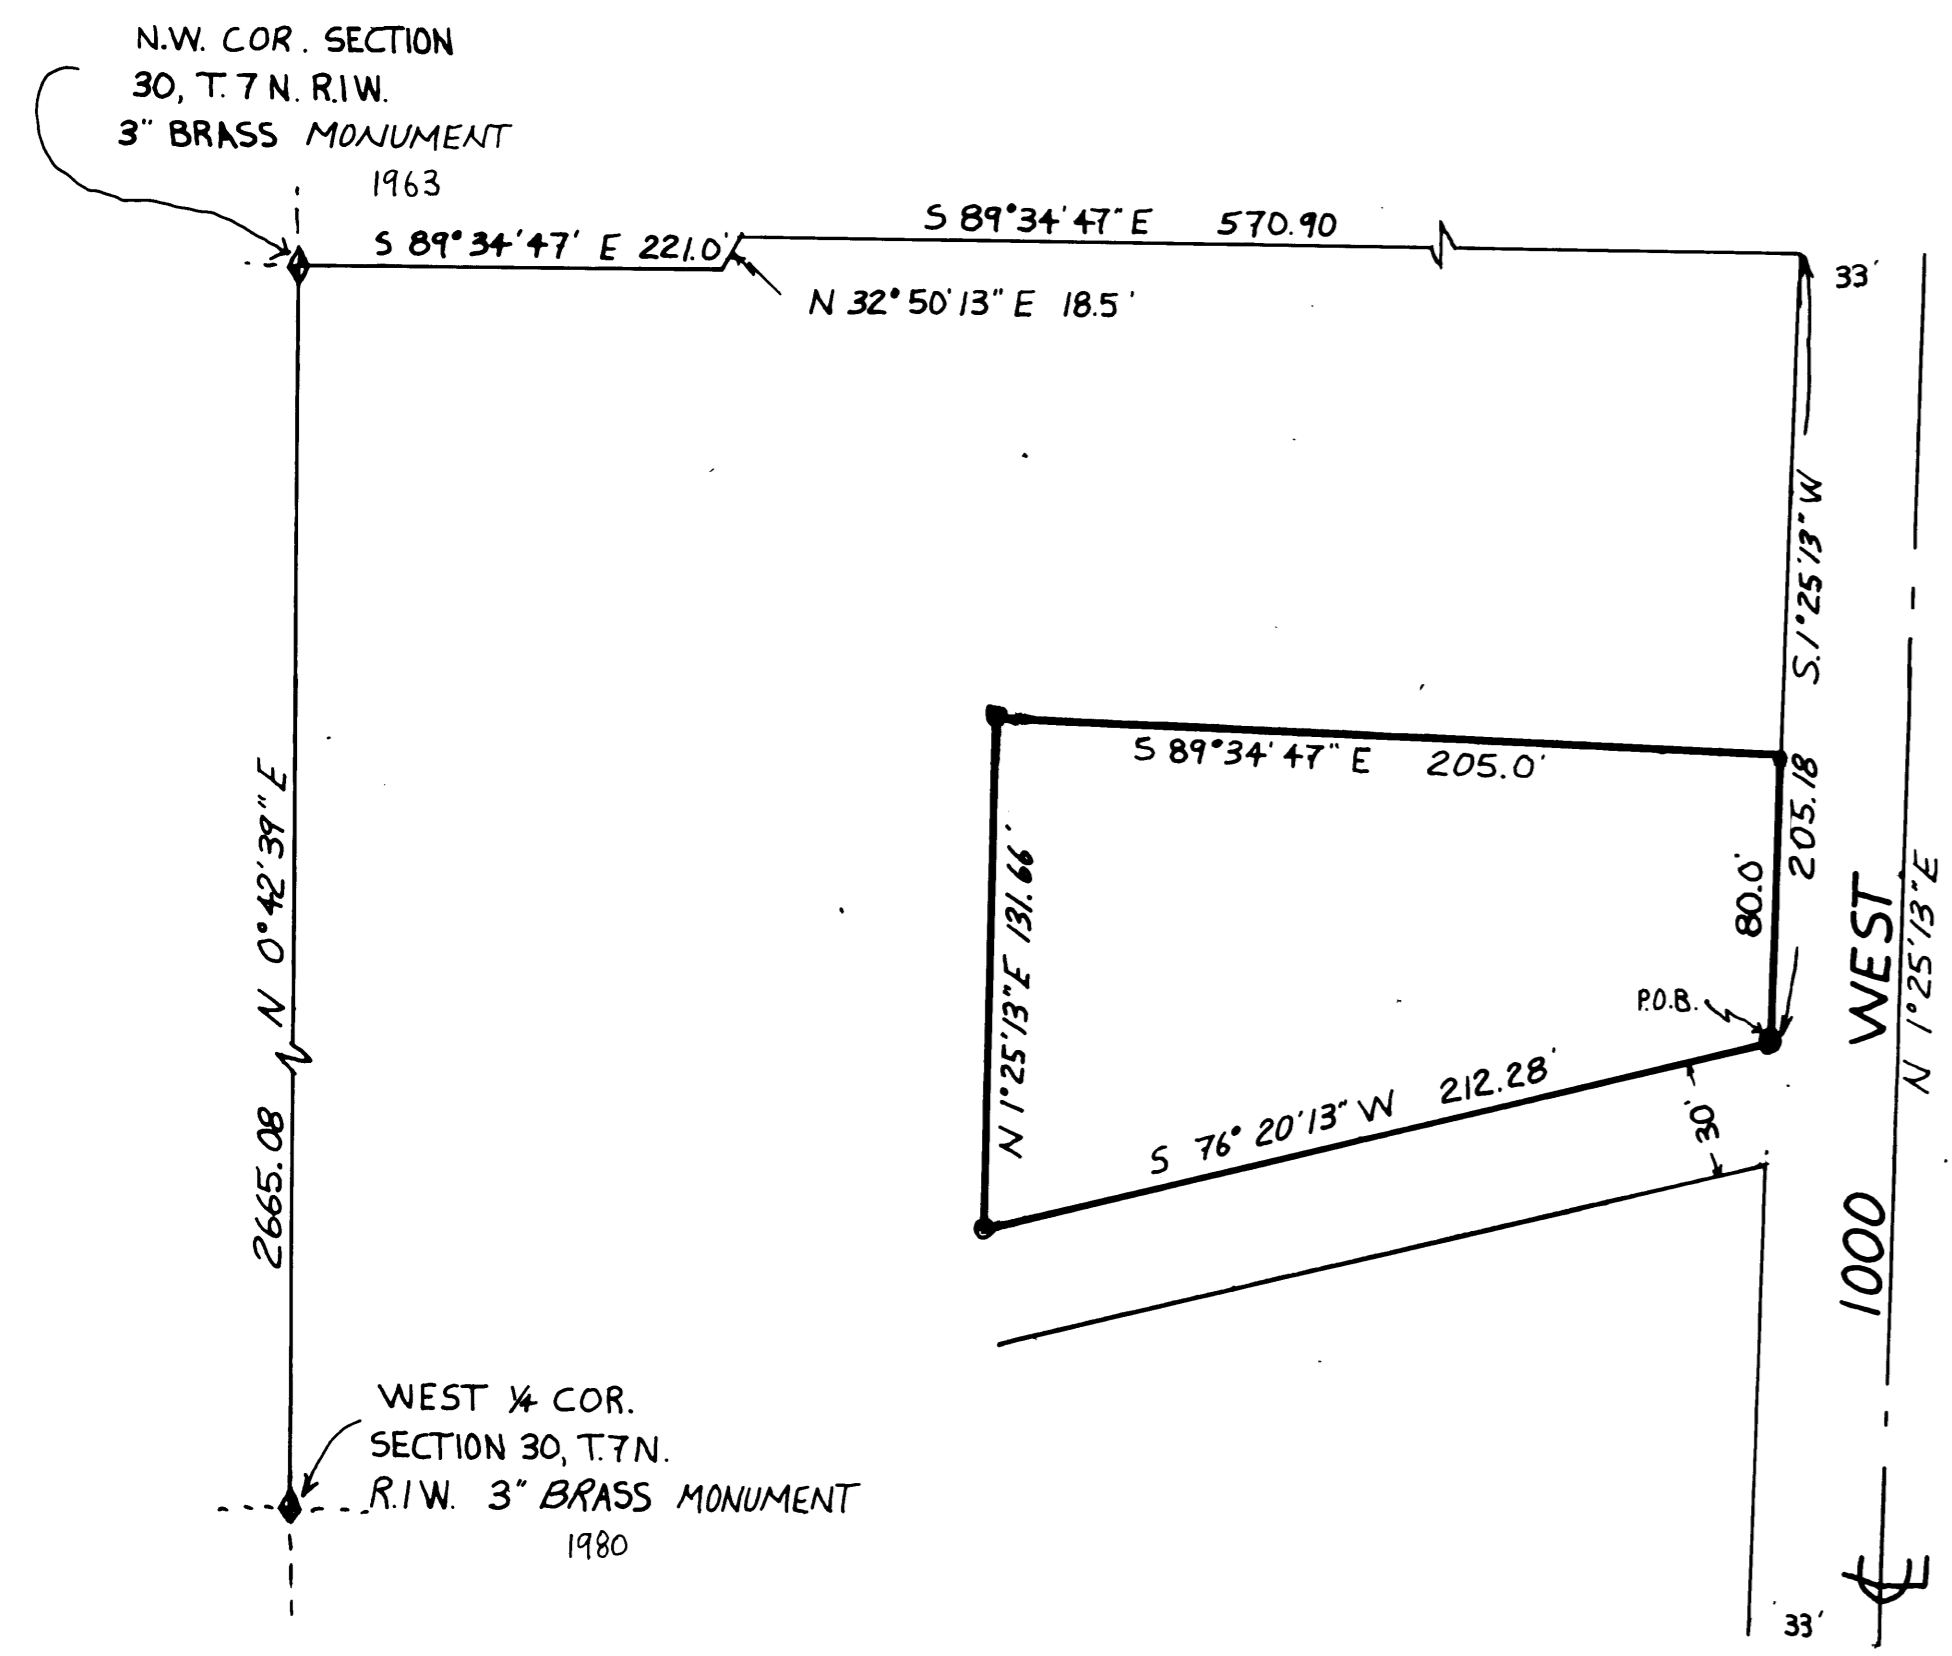 N.W. COR. SECTION
30, T. 7 N. R.1W.
3" BRASS MONUMENT
1963
S 89°34'47' E 221.0'
S 89°34'47" E 570.90
N 32°50'13" E 18.5'
33'
S. 1°25'13" W
205.18
S 89°34'47" E 205.0'
N 1°25'13" E 131.66'
80.0'
P.O.B.
S 76° 20'13" W 212.28'
30'
2665.08 N 0°42'39" E
1000 WEST
N 1°25'13" E
WEST ¼ COR.
SECTION 30, T.7N.
R.1W. 3" BRASS MONUMENT
1980
33'